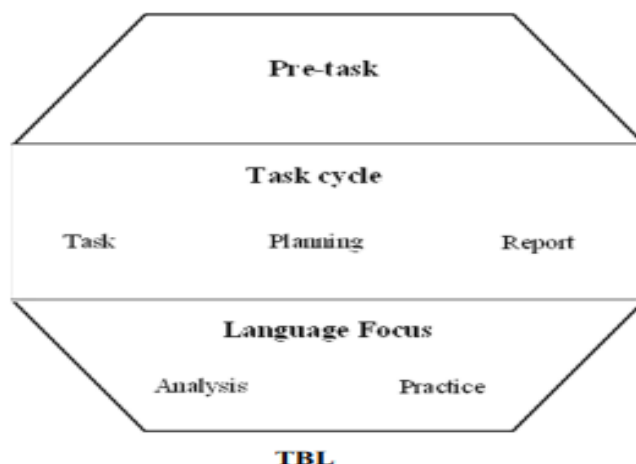 Pre-task
Task cycle
Task Planning Report
Language Focus
Analysis Practice
TBL